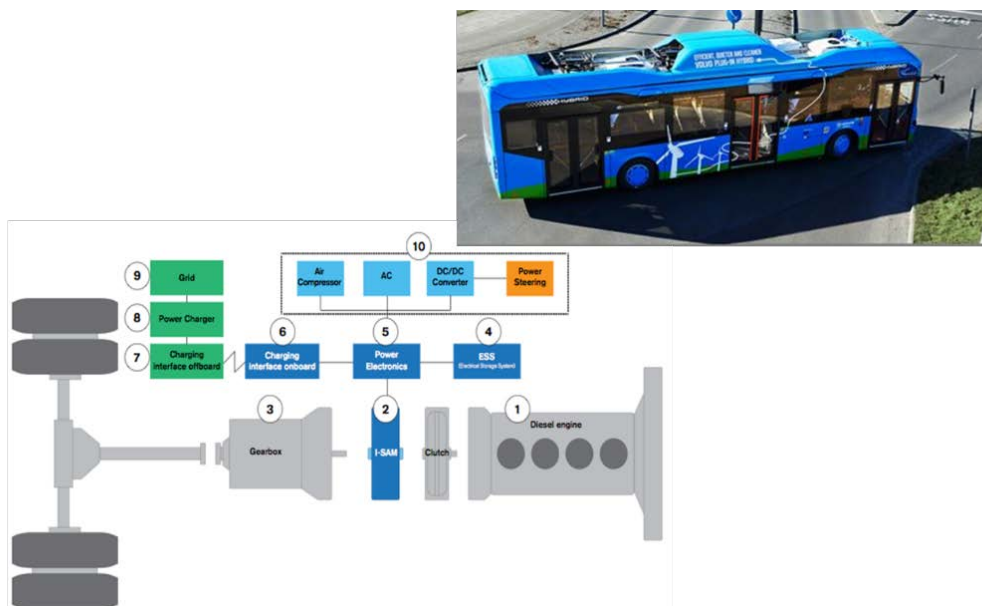 EFFICIENT, QUIETER AND CLEANER
VOLVO PLUG-IN HYBRID
HYBRID
10
Air
Compressor
AC
DC/DC
Converter
Power
Steering
9
Grid
8
Power Charger
7
Charging
interface offboard
6
Charging
interface onboard
5
Power
Electronics
4
ESS
(Electrical Storage System)
3
Gearbox
2
I-SAM
Clutch
1
Diesel engine